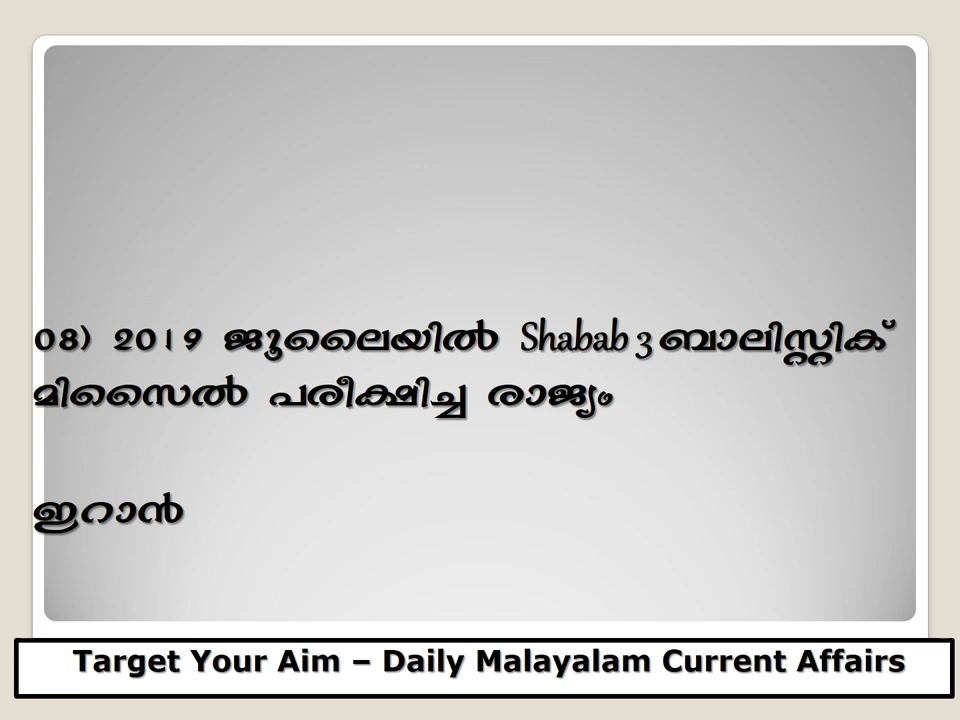 08) 2019 ജൂലൈയിൽ Shabab 3 ബാലിസ്റ്റിക്
മിസൈൽ പരീക്ഷിച്ച രാജ്യം
ഇറാൻ
Target Your Aim – Daily Malayalam Current Affairs